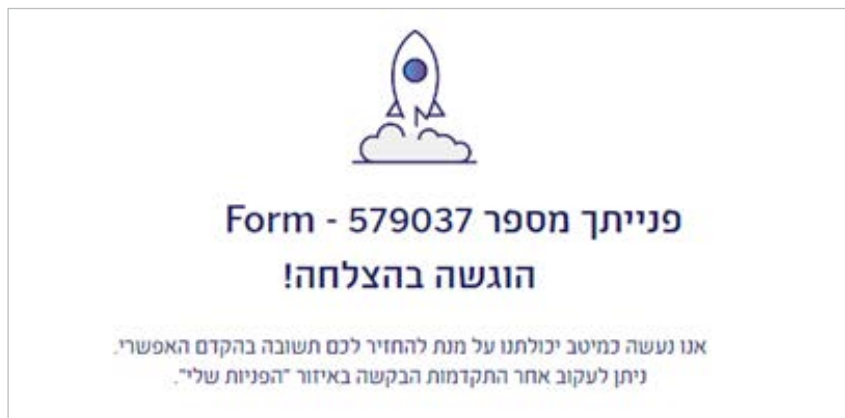 פנייתך מספר Form - 579037
הוגשה בהצלחה!
אנו נעשה כמיטב יכולתנו על מנת להחזיר לכם תשובה בהקדם האפשרי.
ניתן לעקוב אחר התקדמות הבקשה באיזור "הפניות שלי".